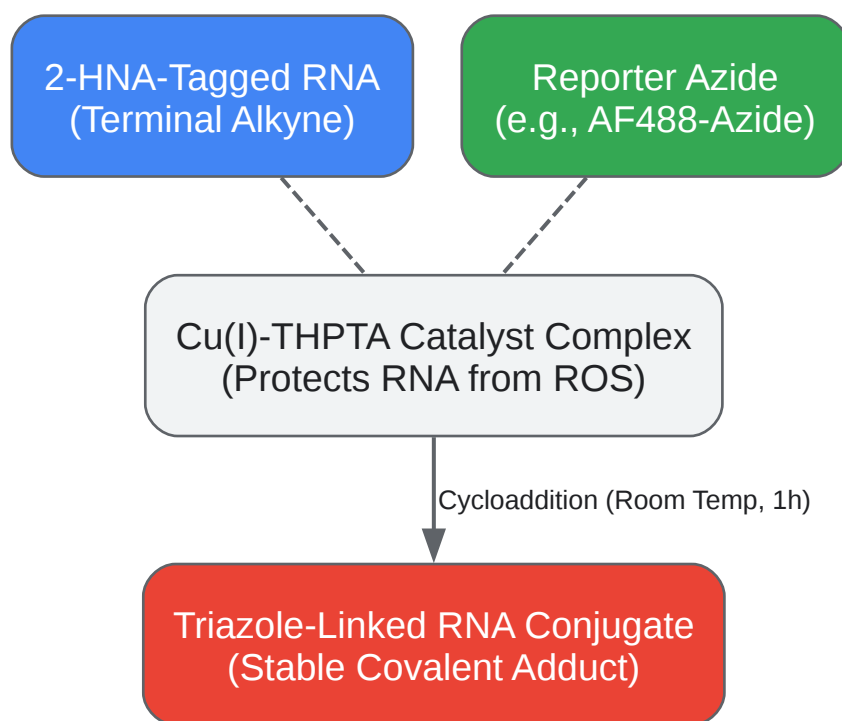 2-HNA-Tagged RNA
(Terminal Alkyne)
Reporter Azide
(e.g., AF488-Azide)
Cu(I)-THPTA Catalyst Complex
(Protects RNA from ROS)
Cycloaddition (Room Temp, 1h)
Triazole-Linked RNA Conjugate
(Stable Covalent Adduct)